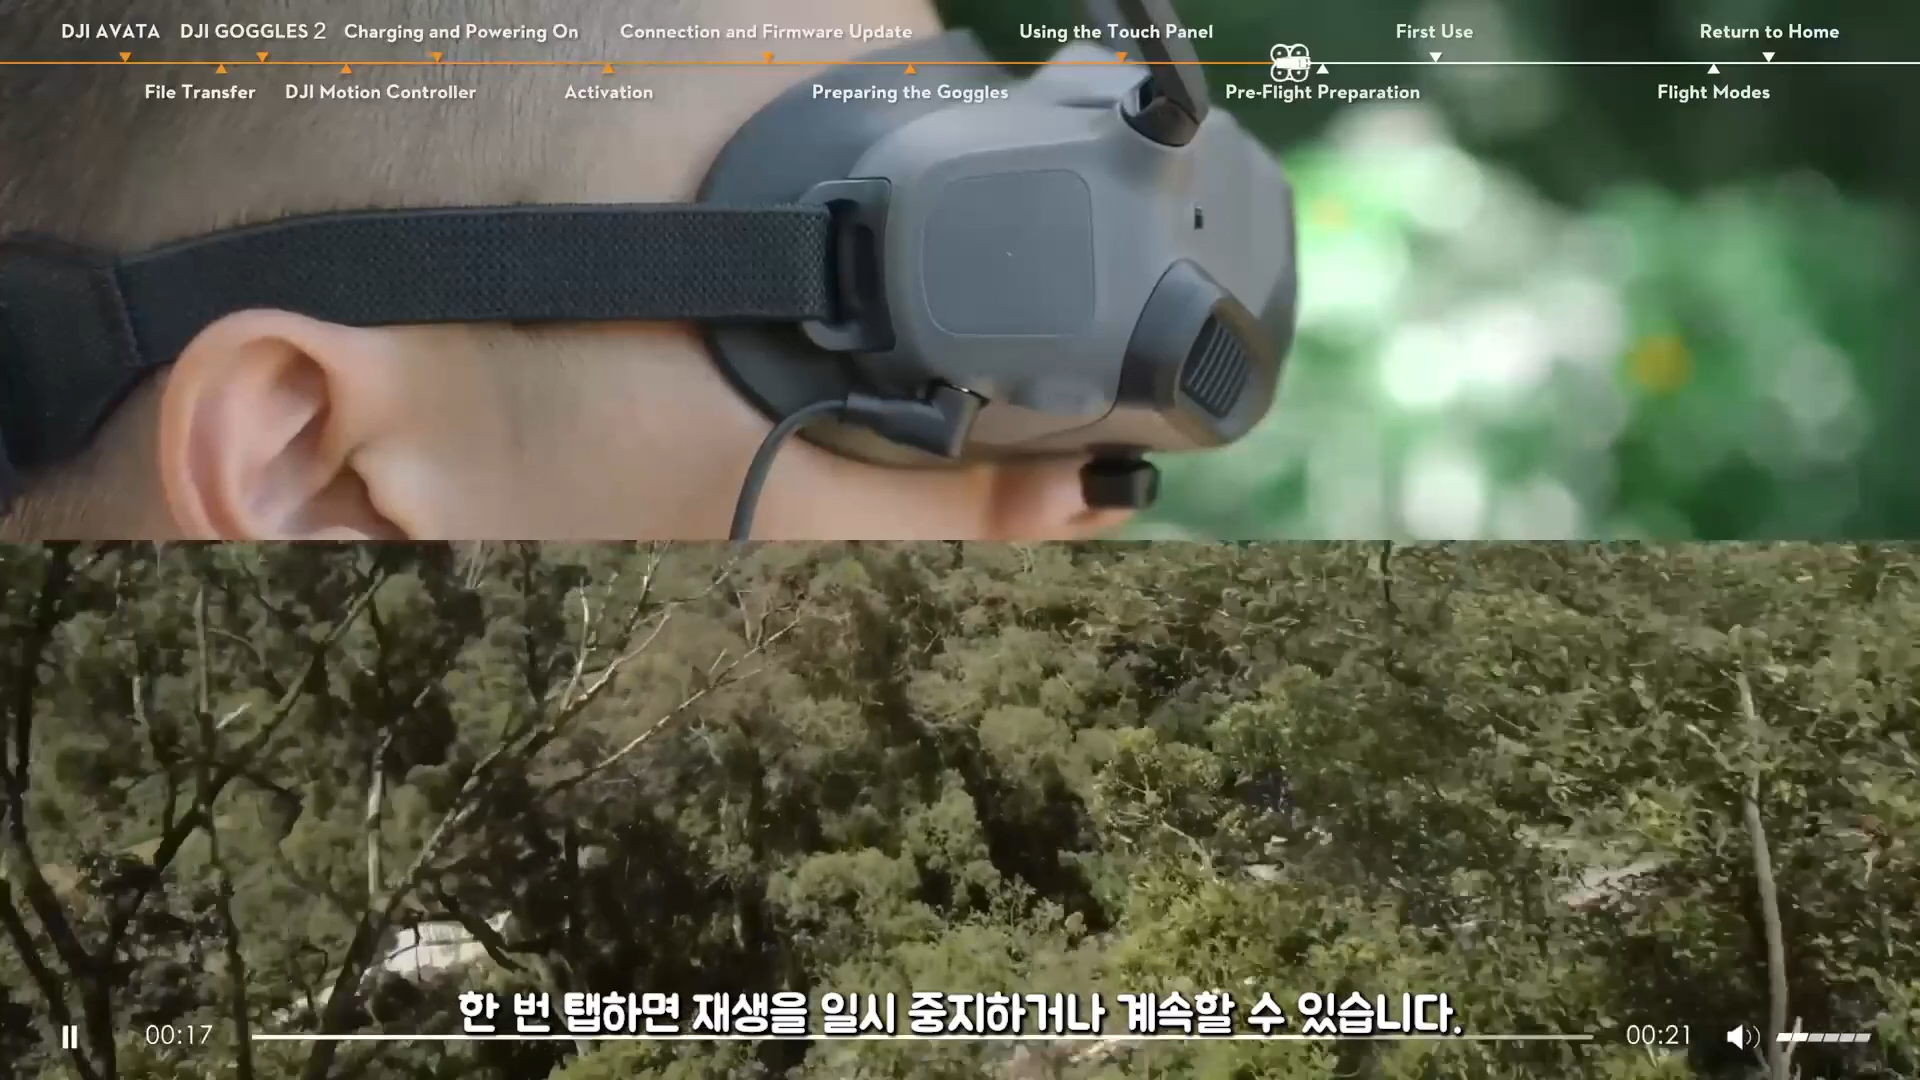 DJI AVATA DJI GOGGLES 2 Charging and Powering On Connection and Firmware Update Using the Touch Panel First Use Return to Home
File Transfer DJI Motion Controller Activation Preparing the Goggles Pre-Flight Preparation Flight Modes
한 번 탭하면 재생을 일시 중지하거나 계속할 수 있습니다.
00:17 00:21